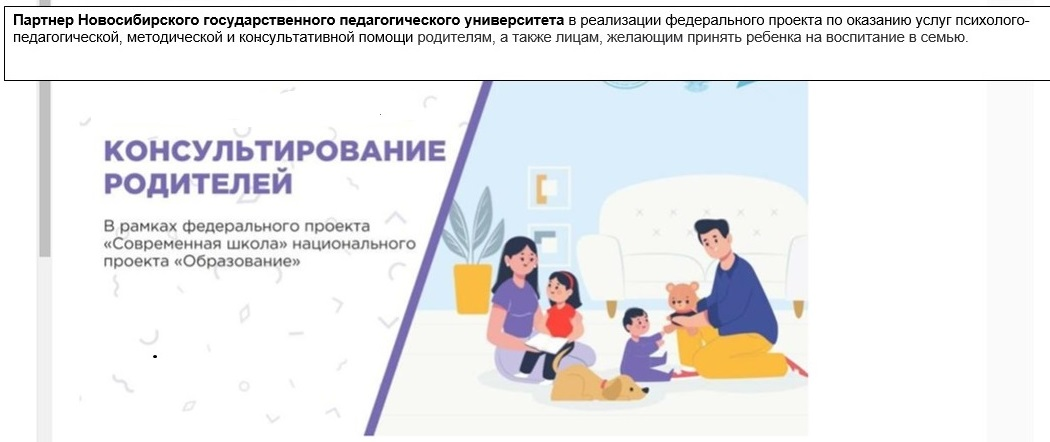 Партнер Новосибирского государственного педагогического университета в реализации федерального проекта по оказанию услуг психолого-
педагогической, методической и консультативной помощи родителям, а также лицам, желающим принять ребенка на воспитание в семью.
КОНСУЛЬТИРОВАНИЕ
РОДИТЕЛЕЙ
В рамках федерального проекта
«Современная школа» национального
проекта «Образование»